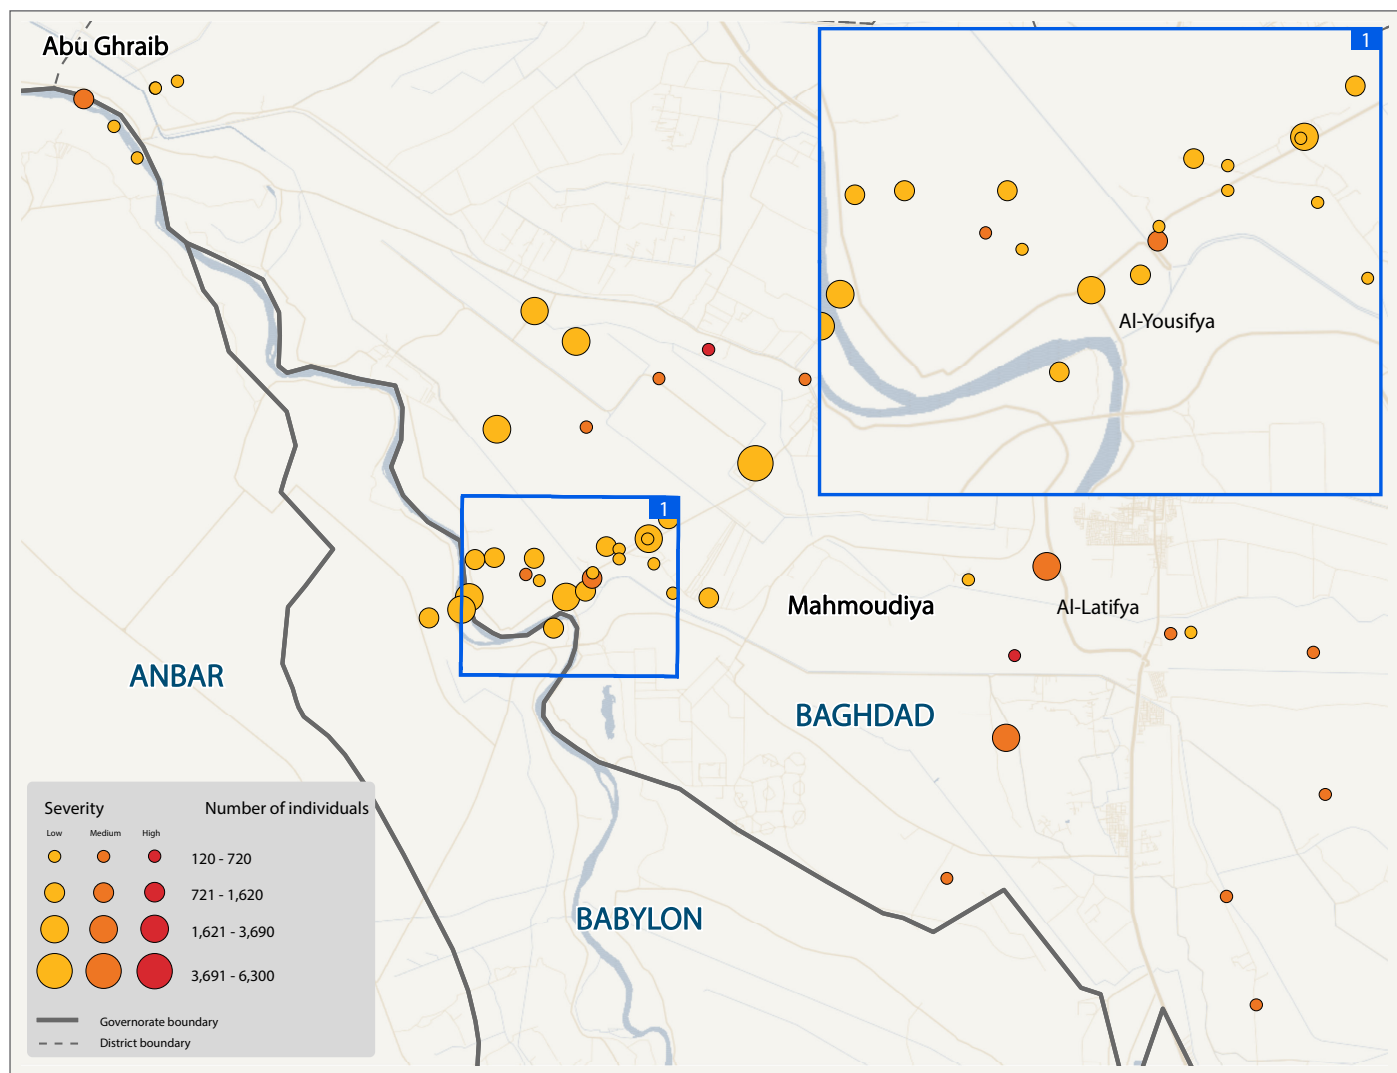 Abu Ghraib
1
Al-Yousifya
1
Mahmoudiya
Al-Latifya
ANBAR
BAGHDAD
BABYLON
Severity
Number of individuals
Low Medium High
120 - 720
721 - 1,620
1,621 - 3,690
3,691 - 6,300
Governorate boundary
District boundary